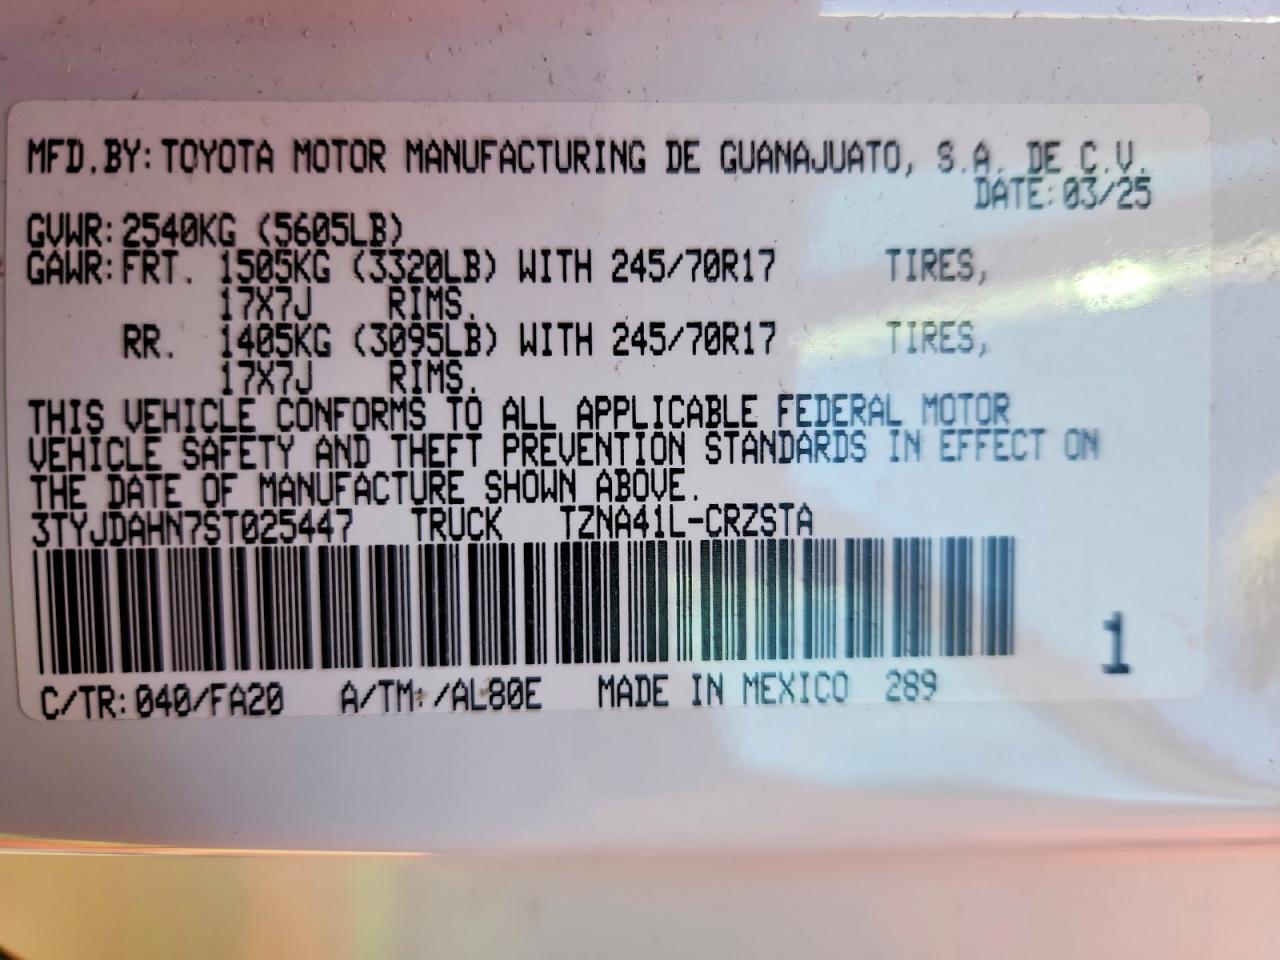 MFD.BY:TOYOTA MOTOR MANUFACTURING DE GUANAJUATO, S.A. DE C.V.
DATE:03/25
GVWR:2540KG (5605LB)
GAWR:FRT. 1505KG (3320LB) WITH 245/70R17 TIRES,
17X7J RIMS.
RR. 1405KG (3095LB) WITH 245/70R17 TIRES,
17X7J RIMS.
THIS VEHICLE CONFORMS TO ALL APPLICABLE FEDERAL MOTOR
VEHICLE SAFETY AND THEFT PREVENTION STANDARDS IN EFFECT ON
THE DATE OF MANUFACTURE SHOWN ABOVE.
3TYJDAHN7ST025447 TRUCK TZNA41L-CRZSTA
1
C/TR:040/FA20 A/TM: /AL80E MADE IN MEXICO 289